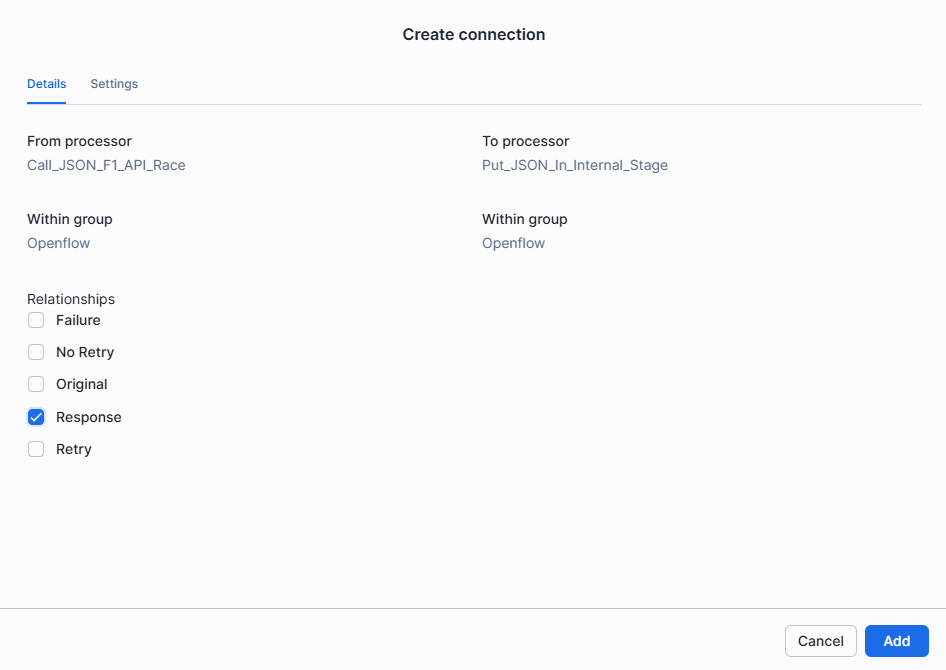 Create connection
Details Settings
From processor To processor
Call_JSON_F1_API_Race Put_JSON_In_Internal_Stage
Within group Within group
Openflow Openflow
Relationships
Failure
No Retry
Original
Response
Retry
Cancel Add